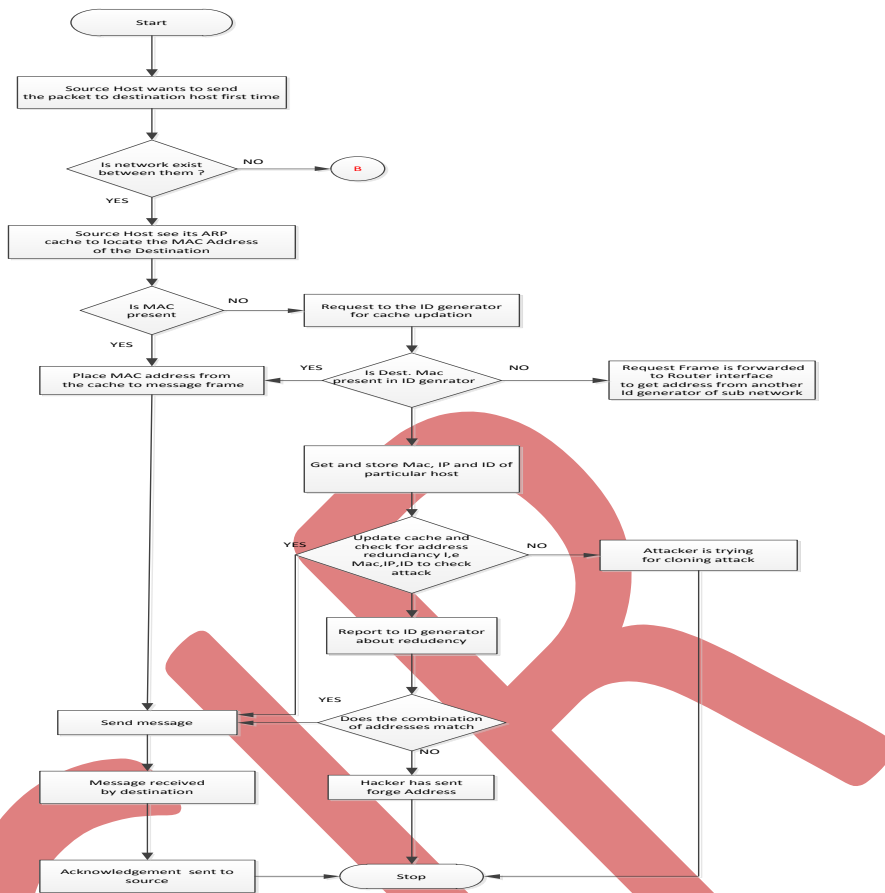 Start
Source Host wants to send
the packet to destination host first time
Is network exist
between them ?
NO
B
YES
Source Host see its ARP
cache to locate the MAC Address
of the Destination
Is MAC
present
NO
Request to the ID generator
for cache updation
YES
Place MAC address from
the cache to message frame
YES
Is Dest. Mac
present in ID genrator
NO
Request Frame is forwarded
to Router interface
to get address from another
Id generator of sub network
Get and store Mac, IP and ID of
particular host
YES
Update cache and
check for address
redundancy I,e
Mac,IP,ID to check
attack
NO
Attacker is trying
for cloning attack
Report to ID generator
about redudency
YES
Send message
Does the combination
of addresses match
NO
Message received
by destination
Hacker has sent
forge Address
Acknowledgement sent to
source
Stop